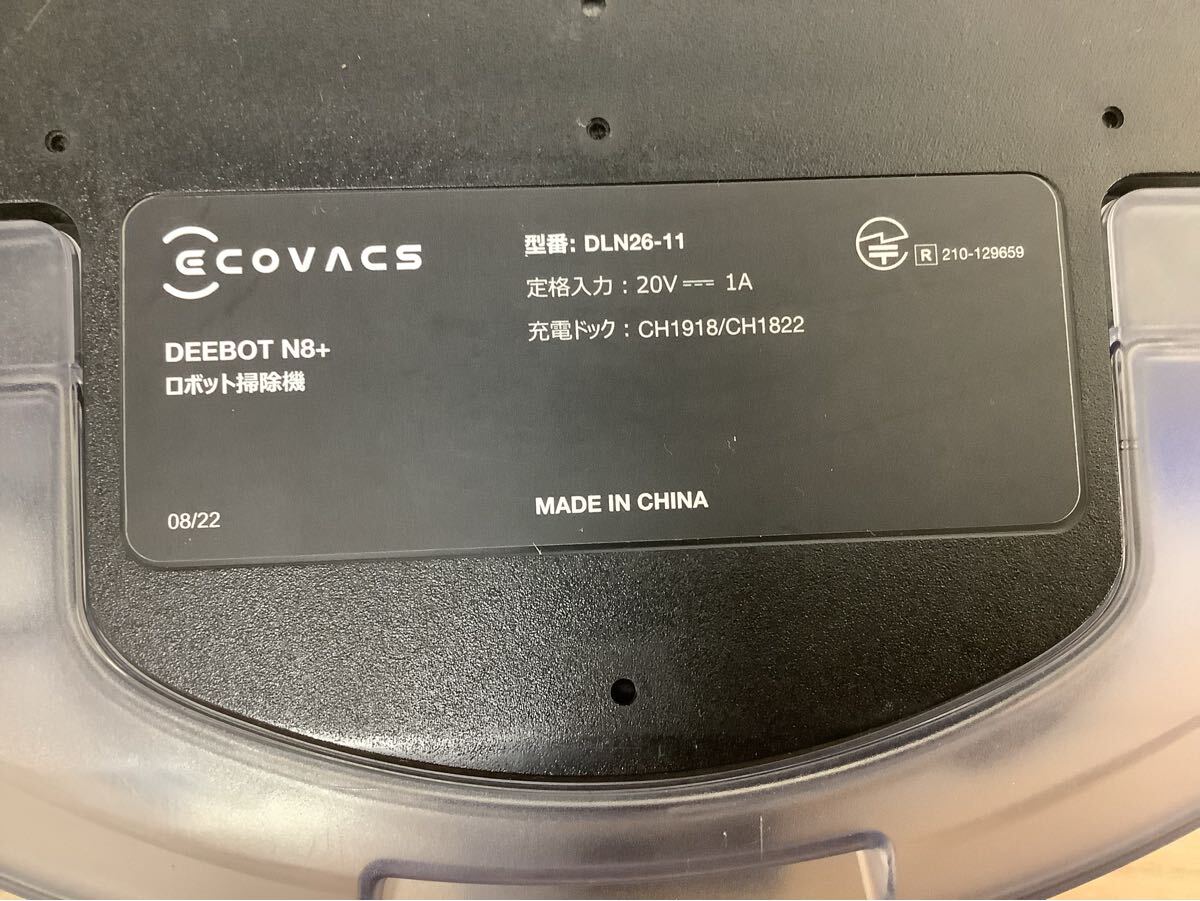 ECOVACS
DEEBOT N8+
ロボット掃除機
08/22
型番: DLN26-11
定格入力：20V⎓ 1A
充電ドック：CH1918/CH1822
MADE IN CHINA
R 210-129659